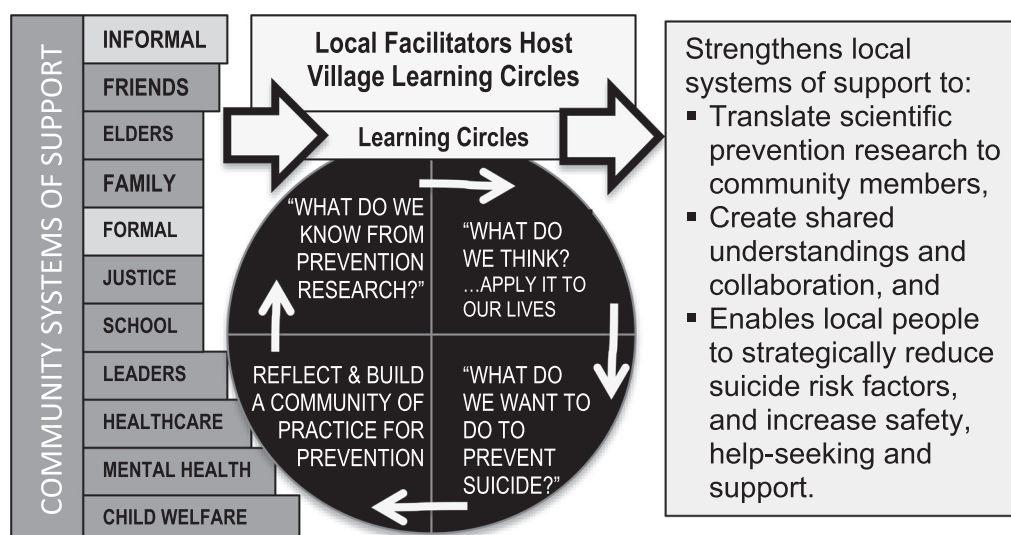 COMMUNITY SYSTEMS OF SUPPORT
INFORMAL
FRIENDS
ELDERS
FAMILY
FORMAL
JUSTICE
SCHOOL
LEADERS
HEALTHCARE
MENTAL HEALTH
CHILD WELFARE
Local Facilitators Host
Village Learning Circles
Learning Circles
“WHAT DO WE
KNOW FROM
PREVENTION
RESEARCH?”
“WHAT DO
WE THINK?
…APPLY IT TO
OUR LIVES
“WHAT DO
WE WANT TO
DO TO
PREVENT
SUICIDE?”
REFLECT & BUILD
A COMMUNITY OF
PRACTICE FOR
PREVENTION
Strengthens local
systems of support to:
▪ Translate scientific
prevention research to
community members,
▪ Create shared
understandings and
collaboration, and
▪ Enables local people
to strategically reduce
suicide risk factors,
and increase safety,
help-seeking and
support.